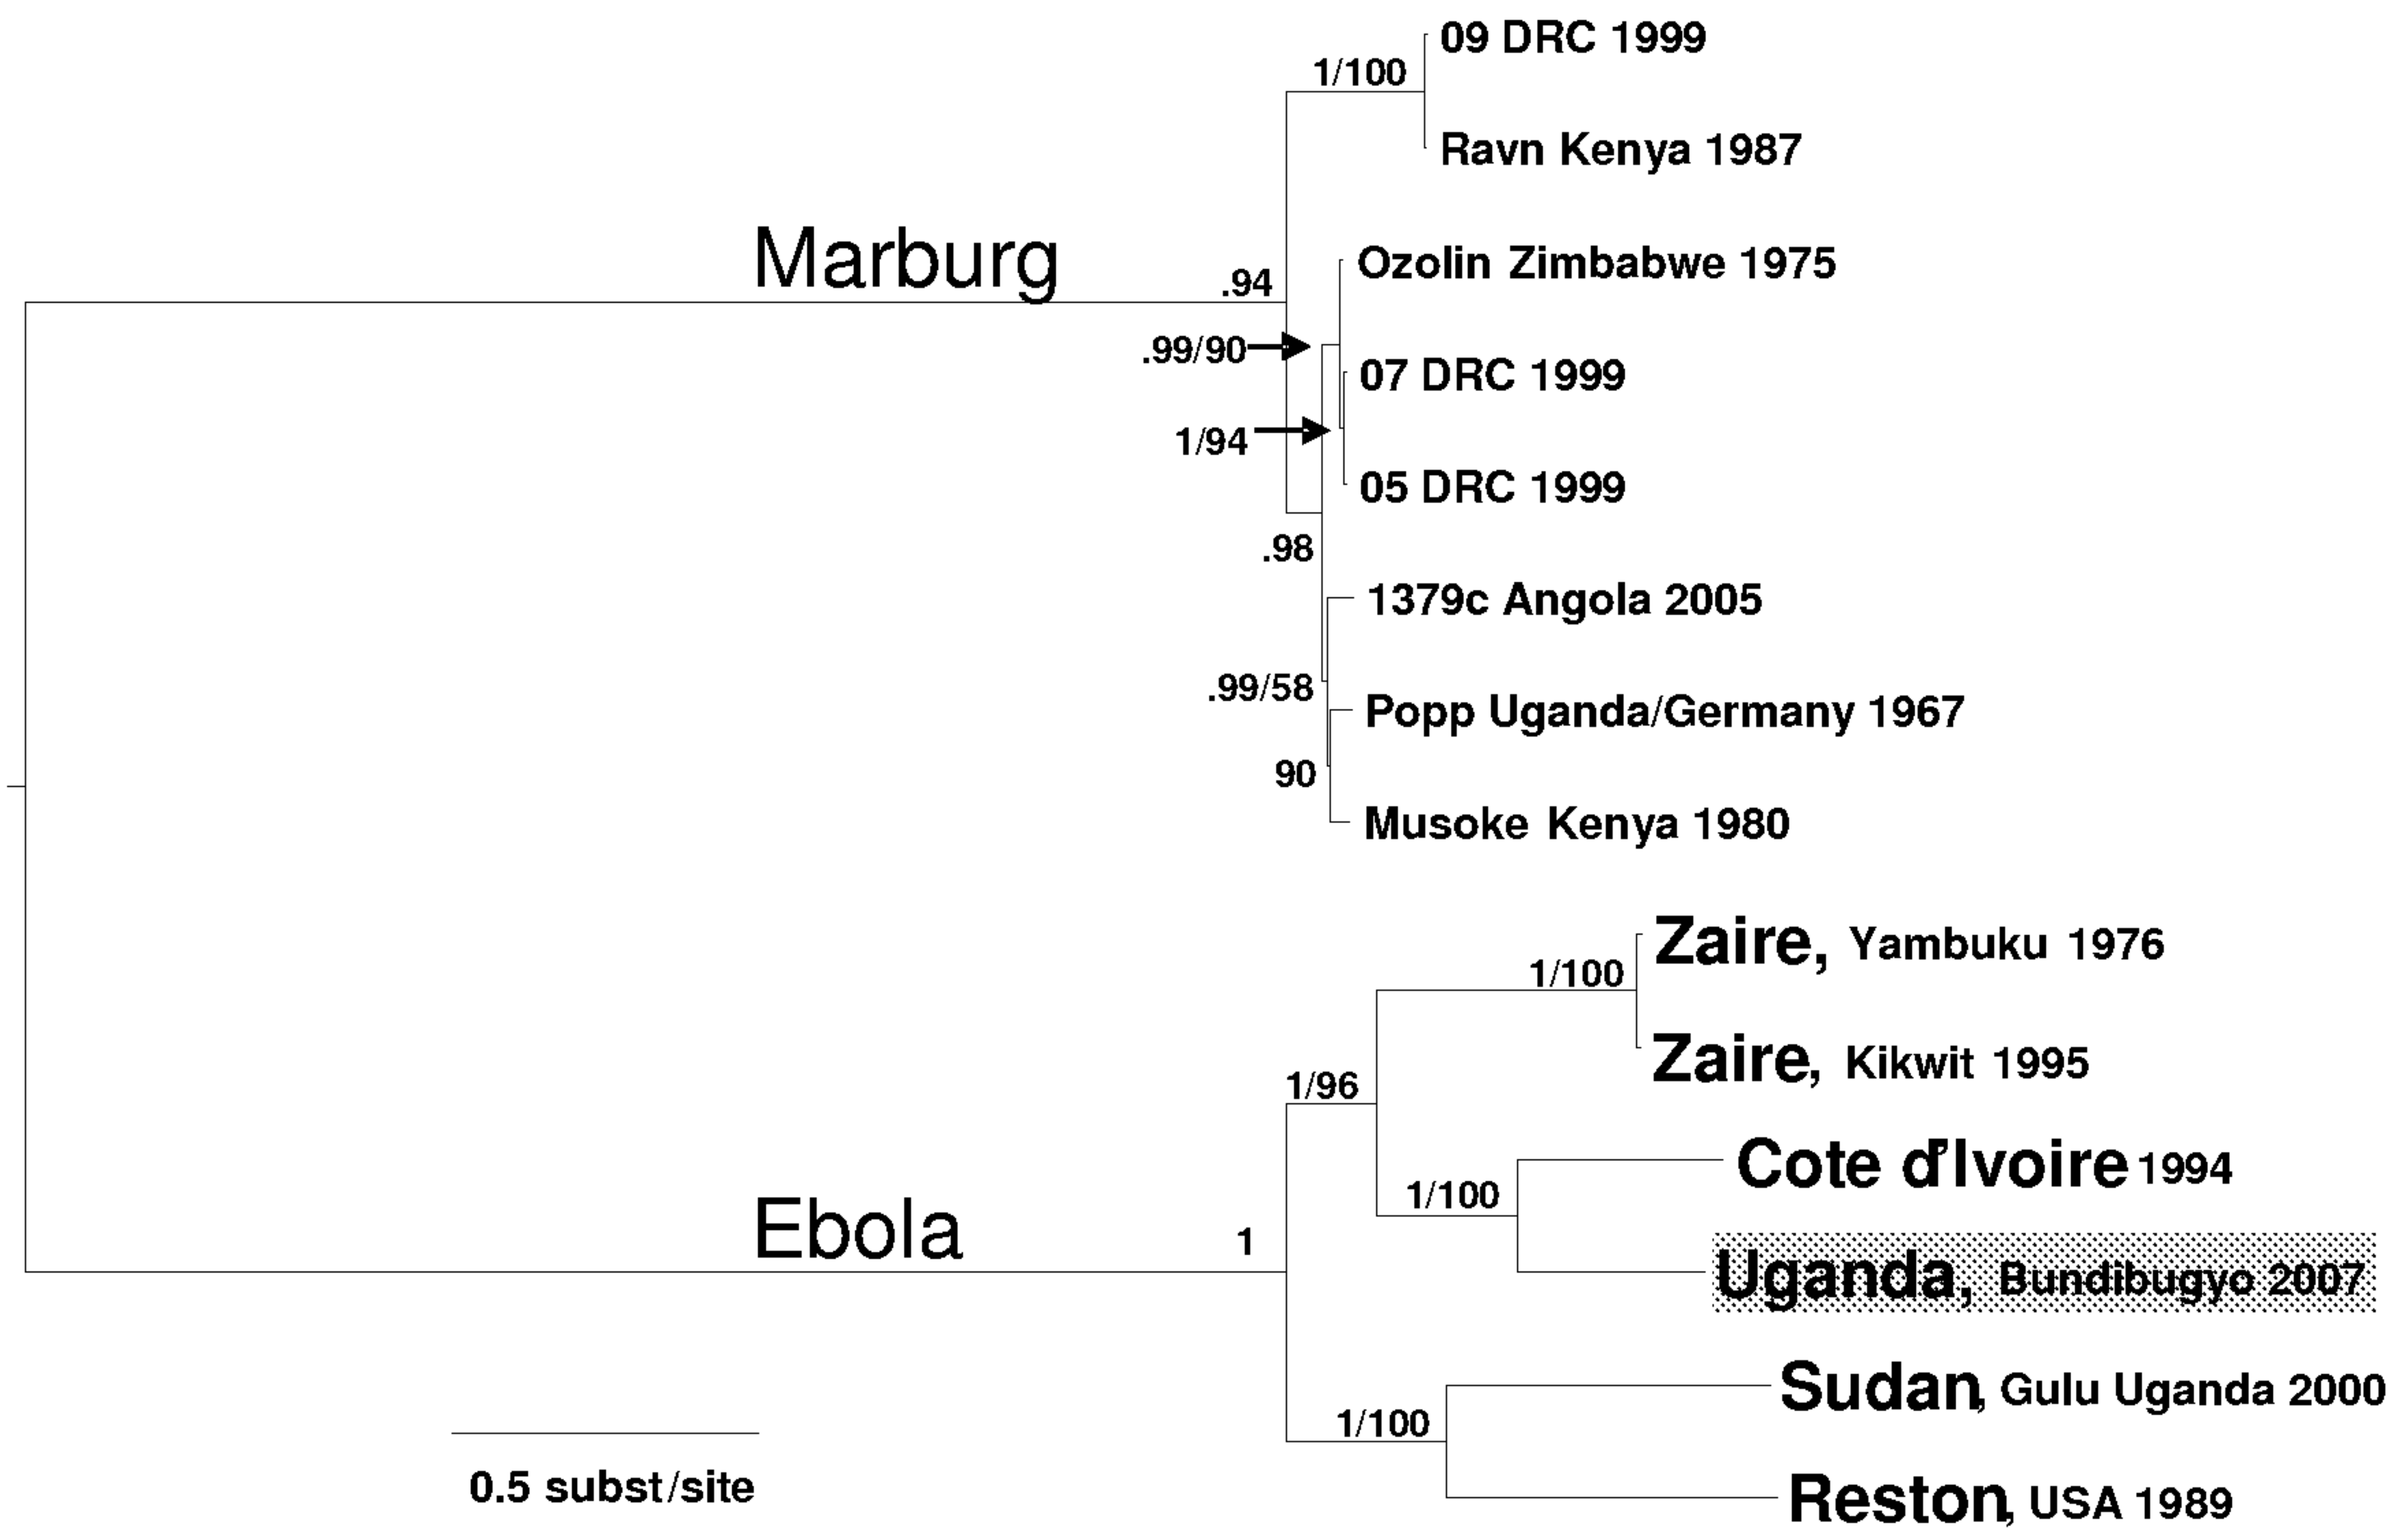 09 DRC 1999
1/100
Ravn Kenya 1987
Marburg
.94
Ozolin Zimbabwe 1975
.99/90
07 DRC 1999
1/94
05 DRC 1999
.98
1379c Angola 2005
.99/58
Popp Uganda/Germany 1967
90
Musoke Kenya 1980
Zaire, Yambuku 1976
1/100
Zaire, Kikwit 1995
1/96
Cote d'Ivoire 1994
1/100
Ebola
1
Uganda, Bundibugyo 2007
Sudan, Gulu Uganda 2000
1/100
0.5 subst/site
Reston, USA 1989